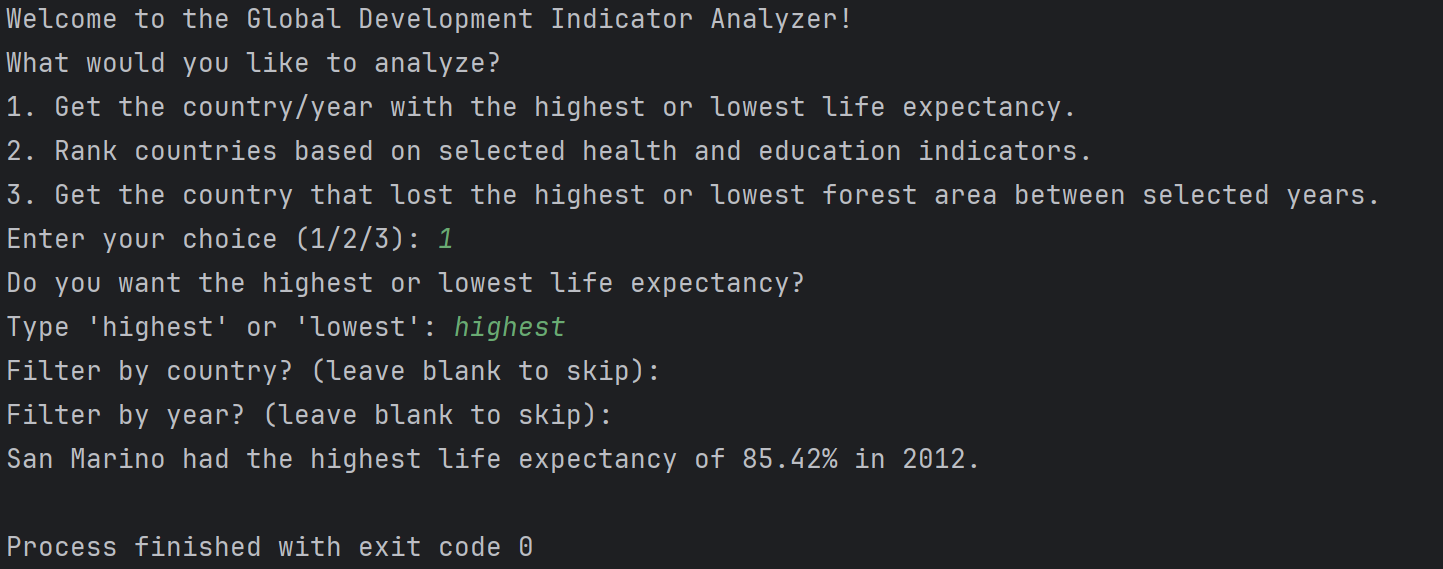 Welcome to the Global Development Indicator Analyzer!
What would you like to analyze?
1. Get the country/year with the highest or lowest life expectancy.
2. Rank countries based on selected health and education indicators.
3. Get the country that lost the highest or lowest forest area between selected years.
Enter your choice (1/2/3): 1
Do you want the highest or lowest life expectancy?
Type 'highest' or 'lowest': highest
Filter by country? (leave blank to skip):
Filter by year? (leave blank to skip):
San Marino had the highest life expectancy of 85.42% in 2012.
Process finished with exit code 0